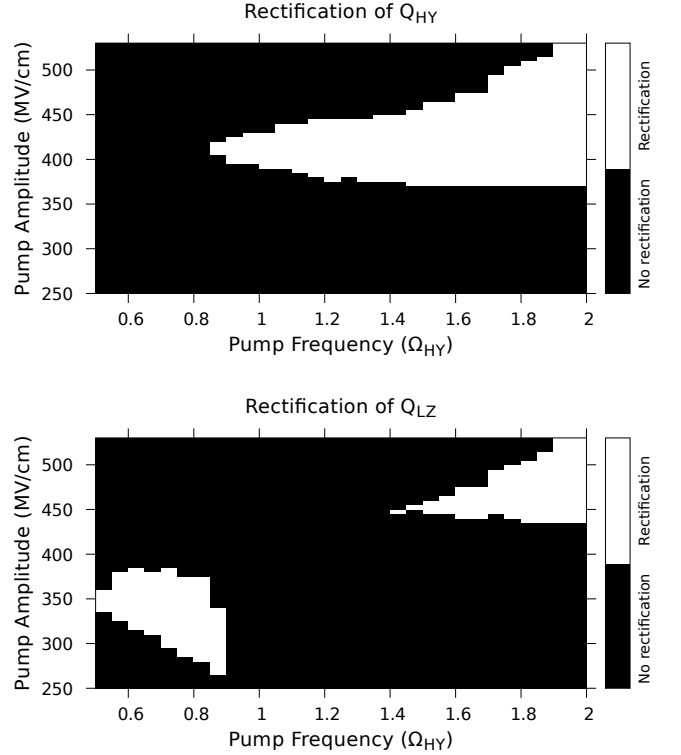 Rectification of Q_HY
Pump Amplitude (MV/cm)
500
450
400
350
300
250
0.6 0.8 1 1.2 1.4 1.6 1.8 2
Pump Frequency (Ω_HY)
Rectification
No rectification
Rectification of Q_LZ
Pump Amplitude (MV/cm)
500
450
400
350
300
250
0.6 0.8 1 1.2 1.4 1.6 1.8 2
Pump Frequency (Ω_HY)
Rectification
No rectification